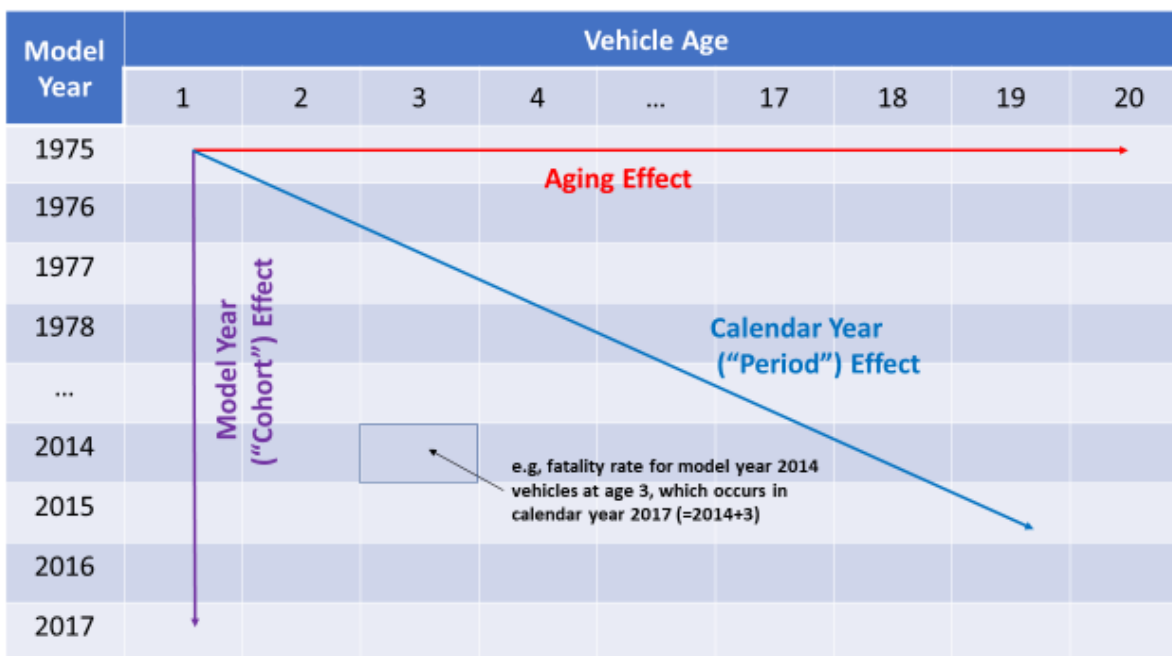 Model
Year
Vehicle Age
1 2 3 4 ... 17 18 19 20
1975
Aging Effect
1976
1977
1978
Model Year
("Cohort") Effect
Calendar Year
("Period") Effect
...
2014
e.g, fatality rate for model year 2014
vehicles at age 3, which occurs in
calendar year 2017 (=2014+3)
2015
2016
2017